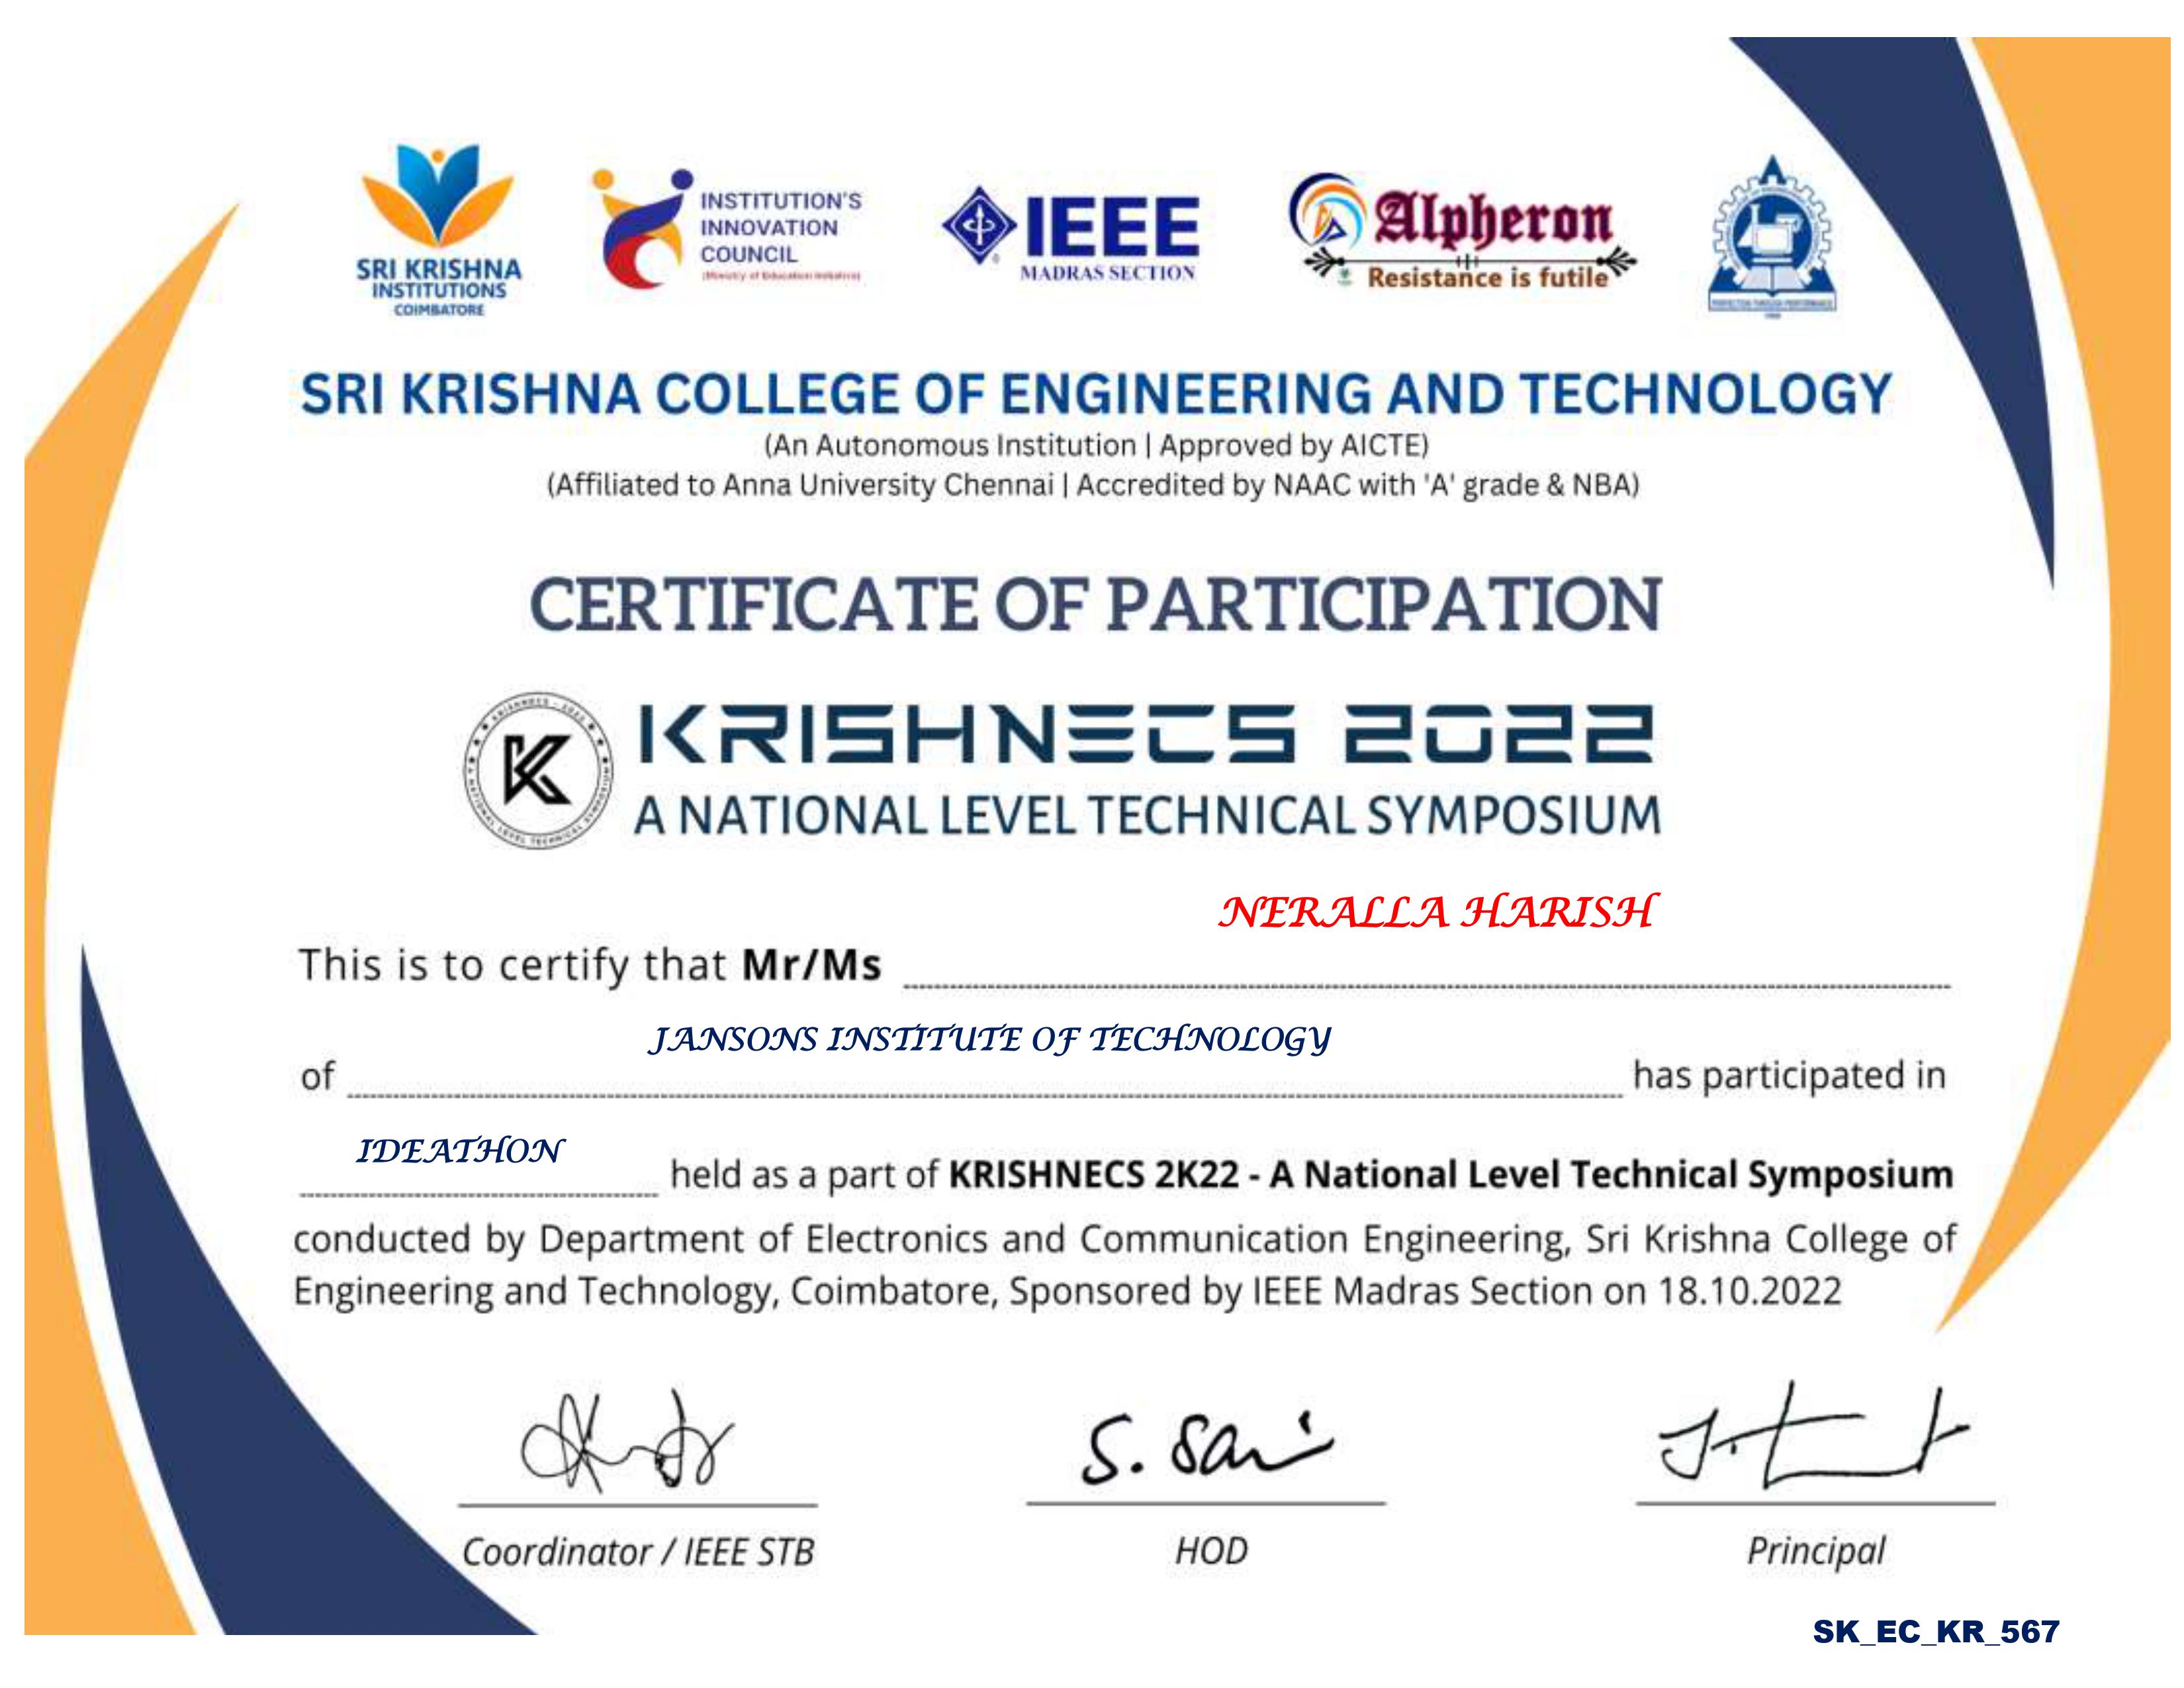 SRI KRISHNA
INSTITUTIONS
COIMBATORE
INSTITUTION'S
INNOVATION
COUNCIL
(Ministry of Education Initiative)
IEEE
MADRAS SECTION
Alpheron
Resistance is futile
SRI KRISHNA COLLEGE OF ENGINEERING AND TECHNOLOGY
(An Autonomous Institution | Approved by AICTE)
(Affiliated to Anna University Chennai | Accredited by NAAC with 'A' grade & NBA)
CERTIFICATE OF PARTICIPATION
KRISHNECS 2022
A NATIONAL LEVEL TECHNICAL SYMPOSIUM
NERALLA HARISH
This is to certify that Mr/Ms
JANSONS INSTITUTE OF TECHNOLOGY
of has participated in
IDEATHON
held as a part of KRISHNECS 2K22 - A National Level Technical Symposium
conducted by Department of Electronics and Communication Engineering, Sri Krishna College of
Engineering and Technology, Coimbatore, Sponsored by IEEE Madras Section on 18.10.2022
Coordinator / IEEE STB
HOD
Principal
SK_EC_KR_567